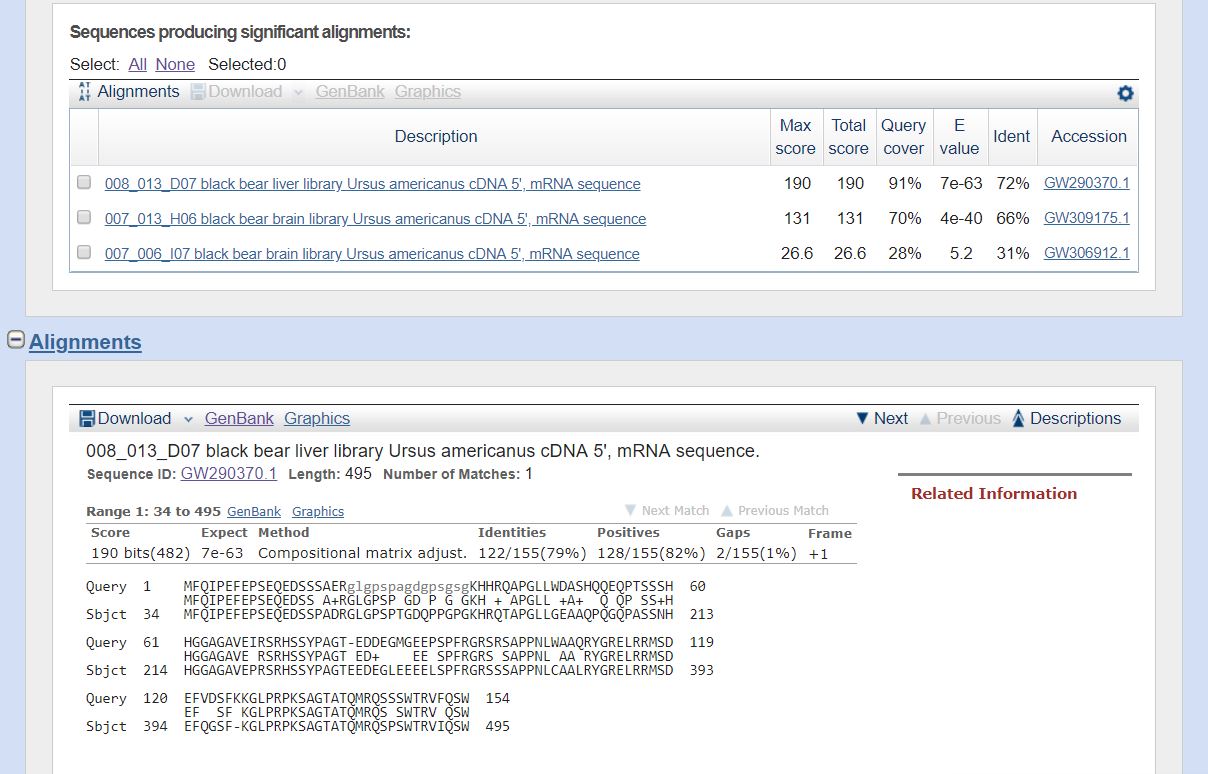 Sequences producing significant alignments:
Select: All None Selected:0
Alignments Download GenBank Graphics
Description Max score Total score Query cover E value Ident Accession
008_013_D07 black bear liver library Ursus americanus cDNA 5', mRNA sequence 190 190 91% 7e-63 72% GW290370.1
007_013_H06 black bear brain library Ursus americanus cDNA 5', mRNA sequence 131 131 70% 4e-40 66% GW309175.1
007_006_I07 black bear brain library Ursus americanus cDNA 5', mRNA sequence 26.6 26.6 28% 5.2 31% GW306912.1
Alignments
Download GenBank Graphics Next Previous Descriptions
008_013_D07 black bear liver library Ursus americanus cDNA 5', mRNA sequence.
Sequence ID: GW290370.1 Length: 495 Number of Matches: 1
Related Information
Range 1: 34 to 495 GenBank Graphics Next Match Previous Match
Score Expect Method Identities Positives Gaps Frame
190 bits(482) 7e-63 Compositional matrix adjust. 122/155(79%) 128/155(82%) 2/155(1%) +1
Query 1 MFQIPEFEPSEQEDSSSAERglgpspagdgpsgsgKHHRQAPGLLWDASHQQEQPTSSSH 60
MFQIPEFEPSEQEDSS A+RGLGPSP GD P G GKH + APGLL +A+ Q QP SS+H
Sbjct 34 MFQIPEFEPSEQEDSSPADRGLGPSPTGDQPPGPGKHRQTAPGLLGEAAQPQGQPASSNH 213
Query 61 HGGAGAVEIRSRHSSYPAGT-EDDEGMGEEPSPFRGRSRSAPPNLWAAQRYGRELRRMSD 119
HGGAGAVE RSRHSSYPAGT ED+ EE SPFRGRS SAPPNL AA RYGRELRRMSD
Sbjct 214 HGGAGAVEPRSRHSSYPAGTEEDEGLEEEELSPFRGRSSSAPPNLCAALRYGRELRRMSD 393
Query 120 EFVDSFKKGLPRPKSAGTATQMRQSSSWTRVFQSW 154
EF SF KGLPRPKSAGTATQMRQS SWTRV QSW
Sbjct 394 EFQGSF-KGLPRPKSAGTATQMRQSPSWTRVIQSW 495